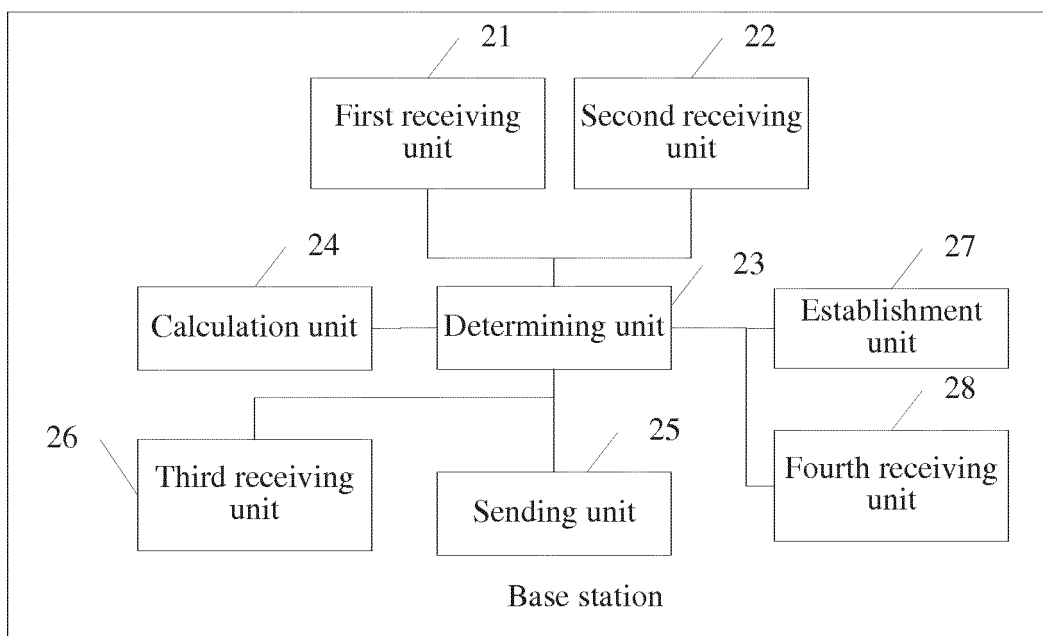 21
22
First receiving
unit
Second receiving
unit
24
23
27
Calculation unit
Determining unit
Establishment
unit
26
25
28
Third receiving
unit
Sending unit
Fourth receiving
unit
Base station